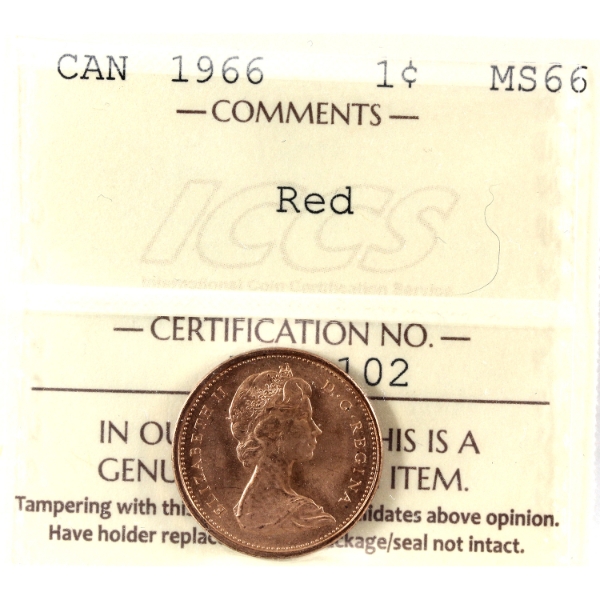 CAN 1966 1¢ MS66
— COMMENTS —
Red
ICCS
International Coin Certification Service
— CERTIFICATION NO. —
102
IN OU HIS IS A
GENU ITEM.
Tampering with thi idates above opinion.
Have holder replac ckage/seal not intact.
ELIZABETH II D·G·REGINA